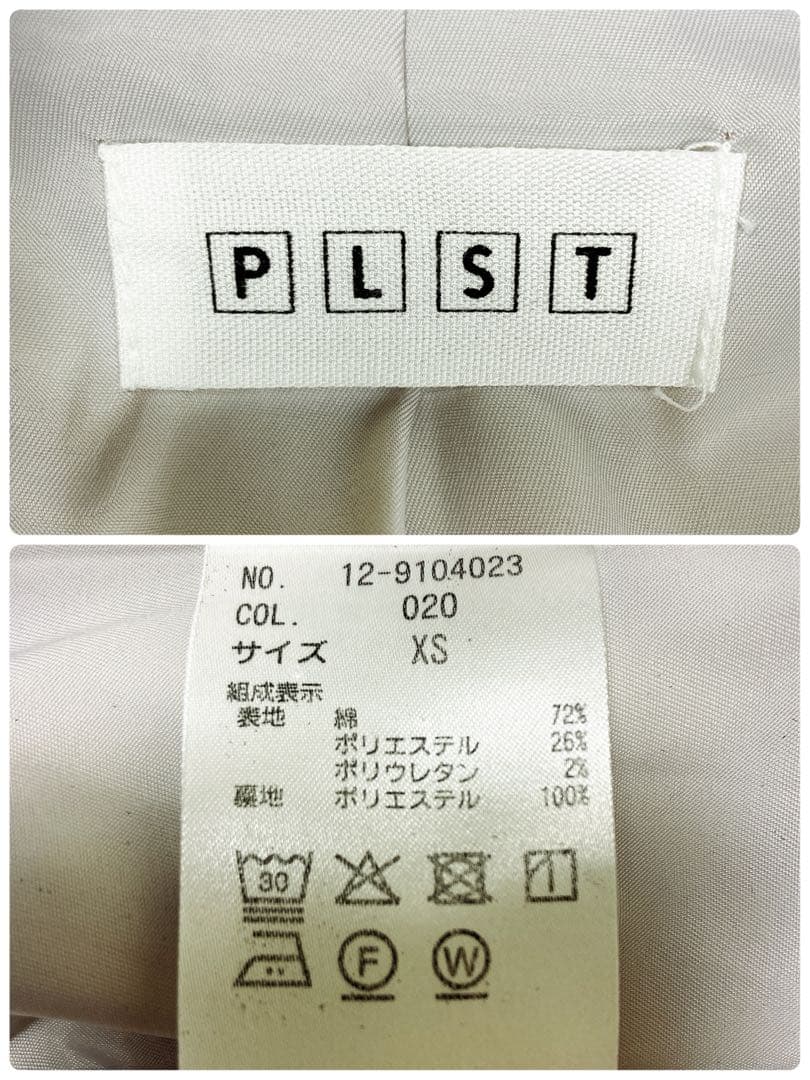 PLST
NO. 12-9104023
COL. 020
サイズ XS
組成表示
表地 綿 72%
ポリエステル 26%
ポリウレタン 2%
裏地 ポリエステル 100%
30
F W